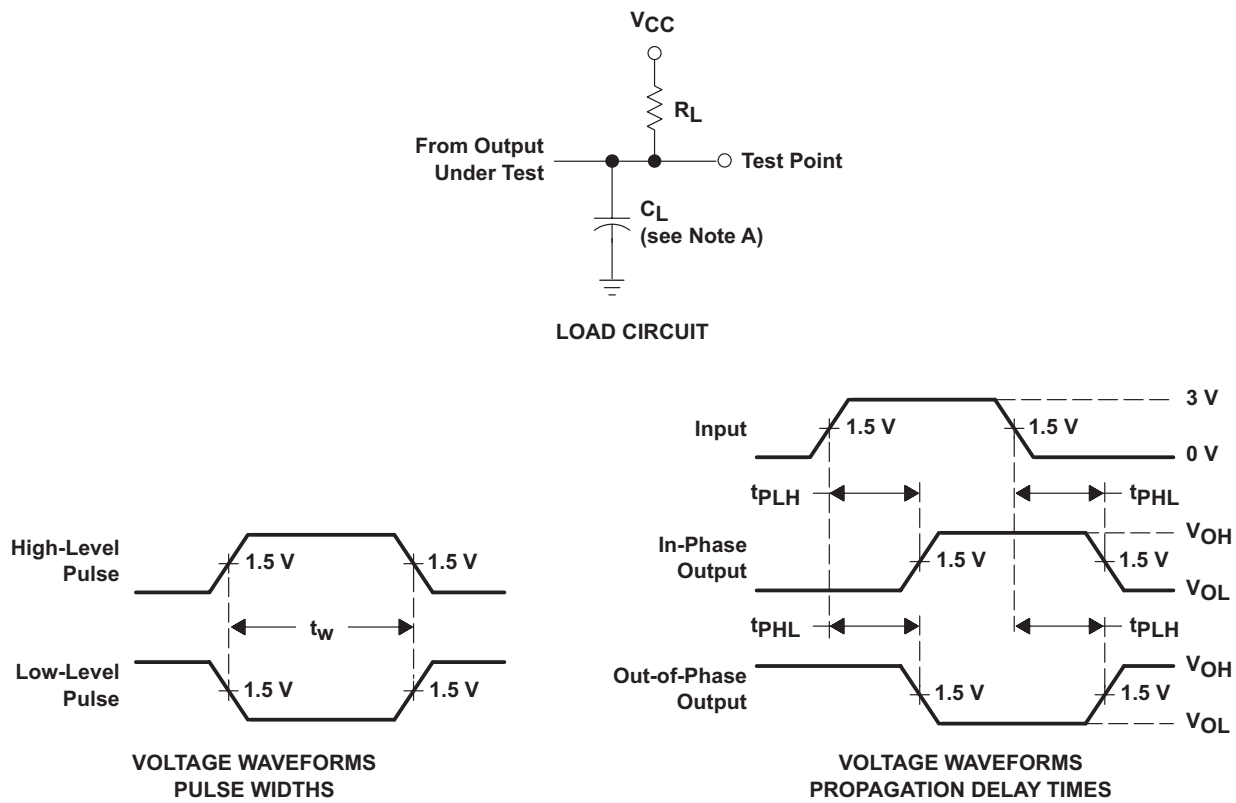 VCC
RL
From Output
Under Test
Test Point
CL
(see Note A)
LOAD CIRCUIT
High-Level
Pulse
1.5 V
1.5 V
tw
Low-Level
Pulse
1.5 V
1.5 V
VOLTAGE WAVEFORMS
PULSE WIDTHS
Input
1.5 V
1.5 V
3 V
0 V
tPLH
tPHL
In-Phase
Output
1.5 V
1.5 V
VOH
VOL
tPHL
tPLH
Out-of-Phase
Output
1.5 V
1.5 V
VOH
VOL
VOLTAGE WAVEFORMS
PROPAGATION DELAY TIMES